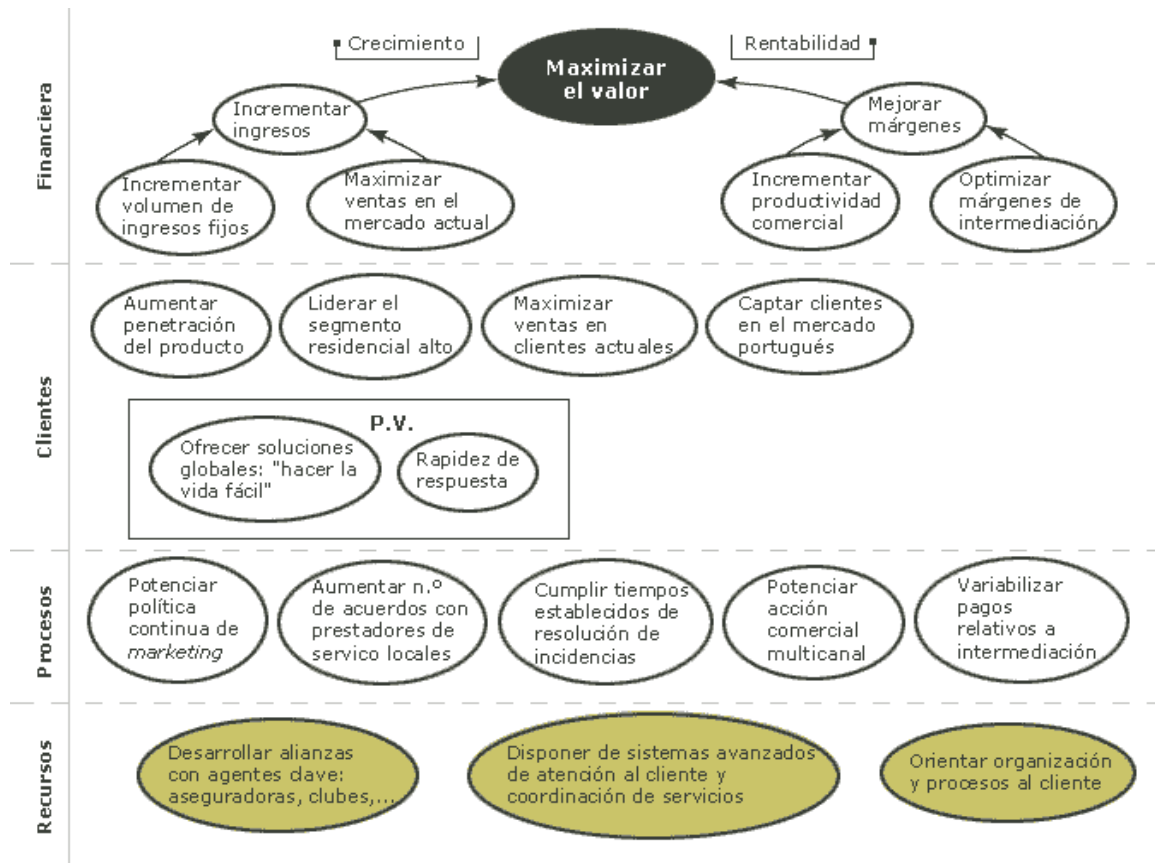 Crecimiento
Rentabilidad
Maximizar
el valor
Incrementar
ingresos
Mejorar
márgenes
Financiera
Incrementar
volumen de
ingresos fijos
Maximizar
ventas en el
mercado actual
Incrementar
productividad
comercial
Optimizar
márgenes de
intermediación
Clientes
Aumentar
penetración
del producto
Liderar el
segmento
residencial alto
Maximizar
ventas en
clientes actuales
Captar clientes
en el mercado
portugués
P.V.
Ofrecer soluciones
globales: "hacer la
vida fácil"
Rapidez de
respuesta
Procesos
Potenciar
política
continua de
marketing
Aumentar n.º
de acuerdos con
prestadores de
servico locales
Cumplir tiempos
establecidos de
resolución de
incidencias
Potenciar
acción
comercial
multicanal
Variabilizar
pagos
relativos a
intermediación
Recursos
Desarrollar alianzas
con agentes clave:
aseguradoras, clubes,...
Disponer de sistemas avanzados
de atención al cliente y
coordinación de servicios
Orientar organización
y procesos al cliente